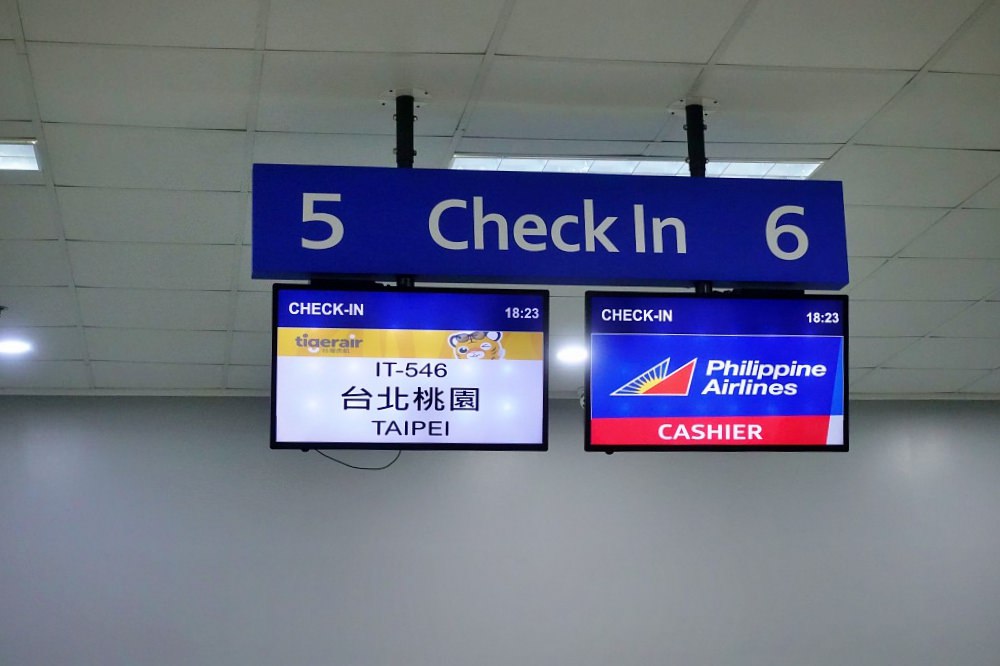 5 Check In 6
CHECK-IN 18:23
tigerair
IT-546
台北桃園
TAIPEI
CHECK-IN 18:23
Philippine
Airlines
CASHIER